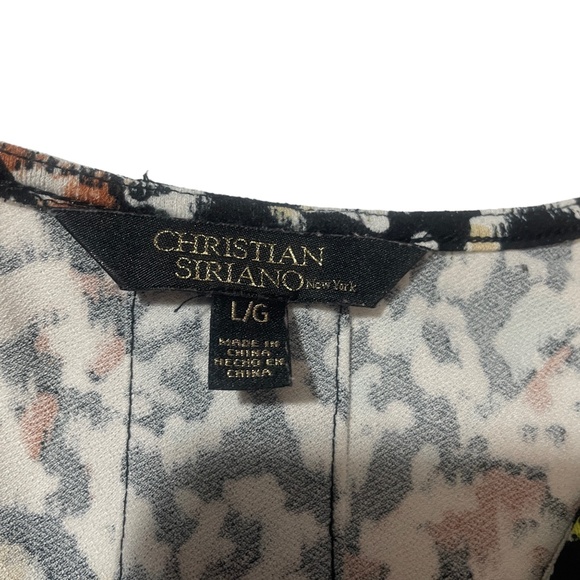 CHRISTIAN
SIRIANO New York
L/G
MADE IN
CHINA
HECHO EN
CHINA